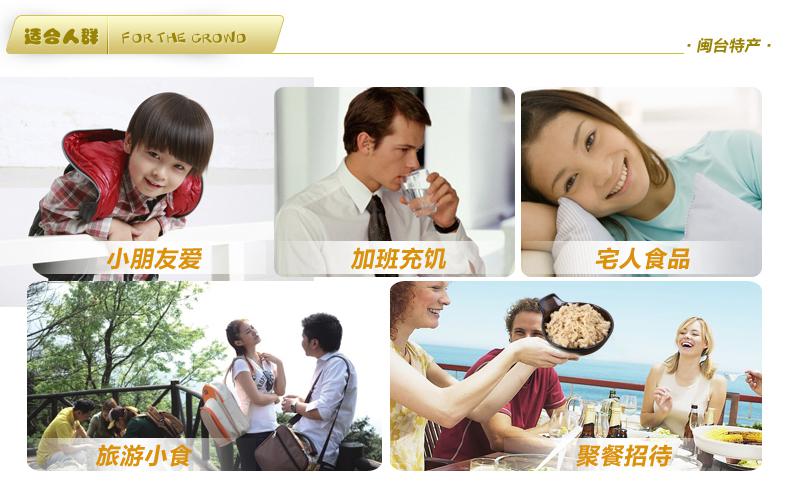 适合人群 FOR THE CROWD
· 闽台特产 ·
小朋友爱
加班充饥
宅人食品
旅游小食
聚餐招待